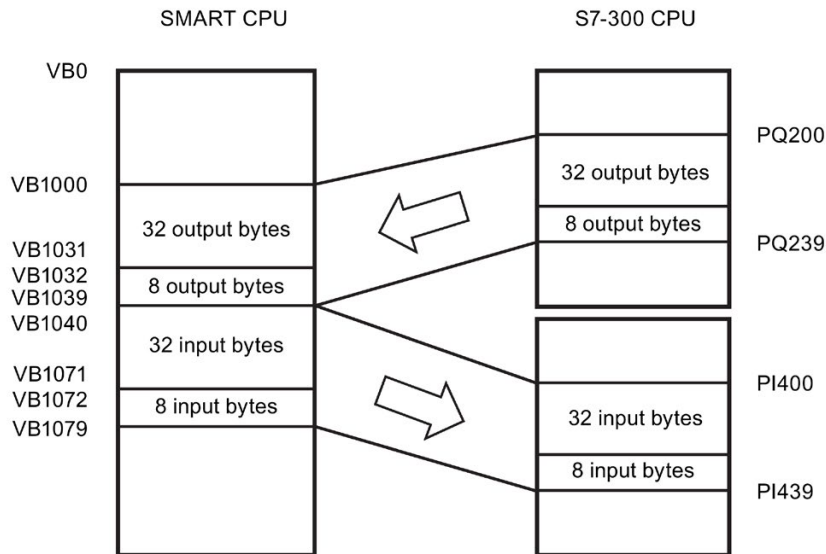 SMART CPU
S7-300 CPU
VB0
PQ200
VB1000
32 output bytes
32 output bytes
8 output bytes
VB1031
PQ239
VB1032
8 output bytes
VB1039
VB1040
32 input bytes
VB1071
PI400
VB1072
8 input bytes
32 input bytes
VB1079
8 input bytes
PI439